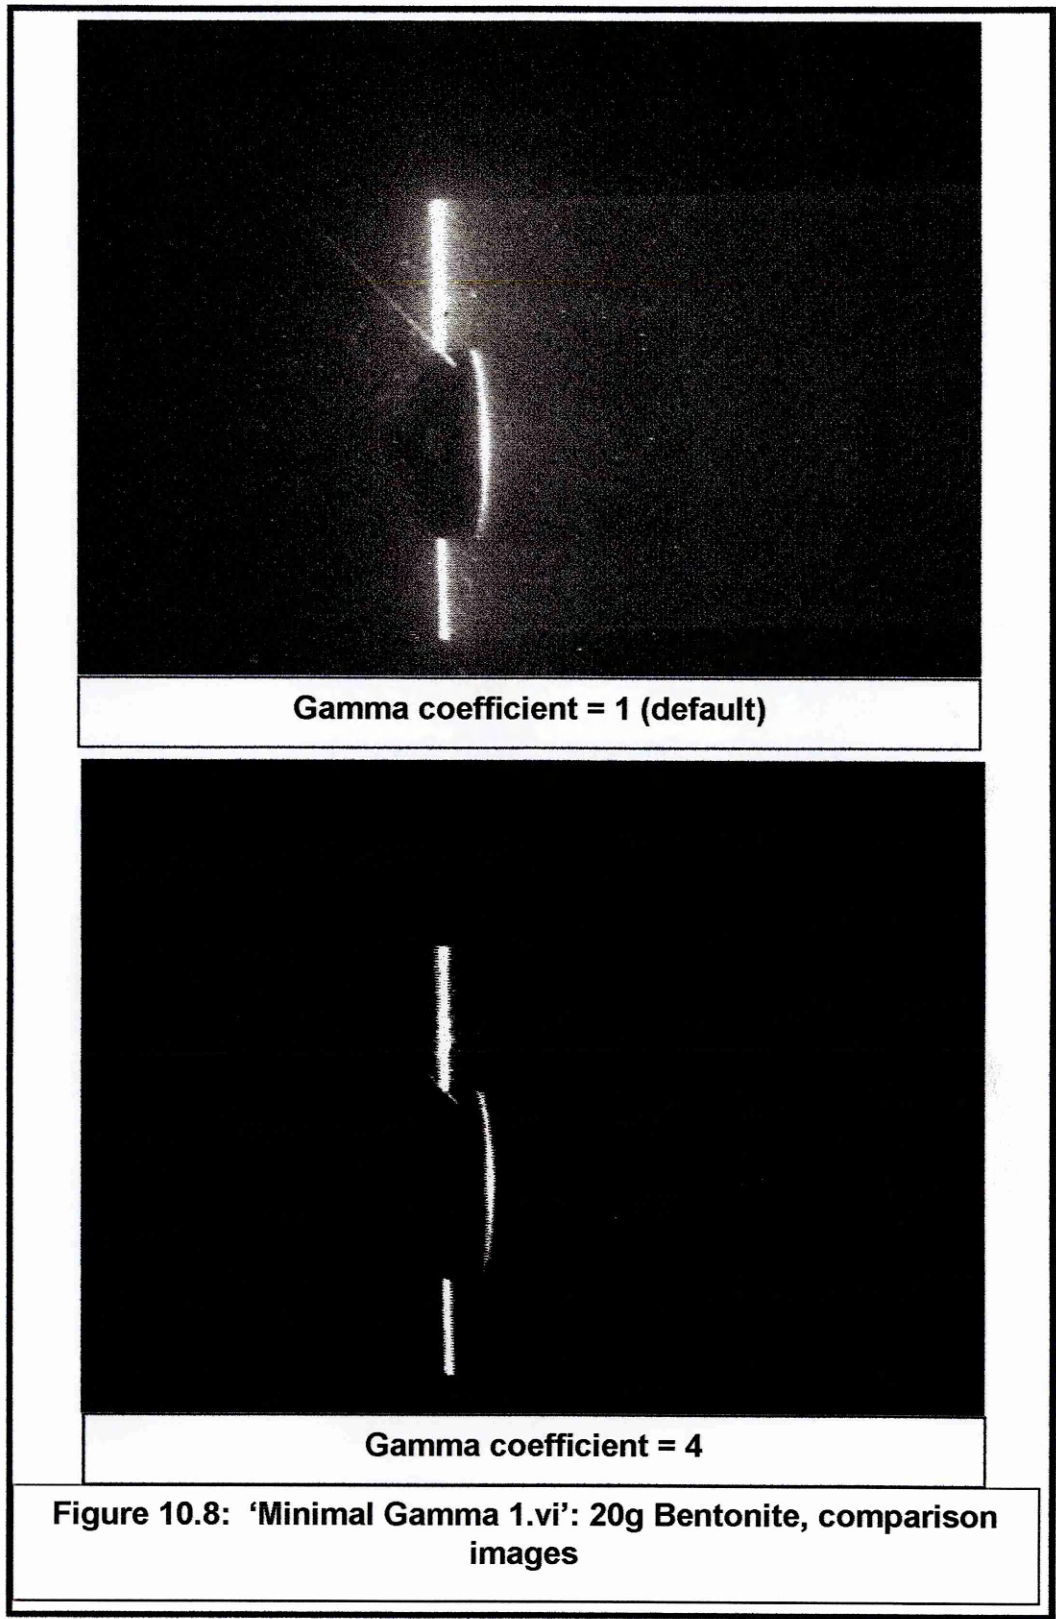 Gamma coefficient = 1 (default)
Gamma coefficient = 4
Figure 10.8: ‘Minimal Gamma 1.vi’: 20g Bentonite, comparison
images